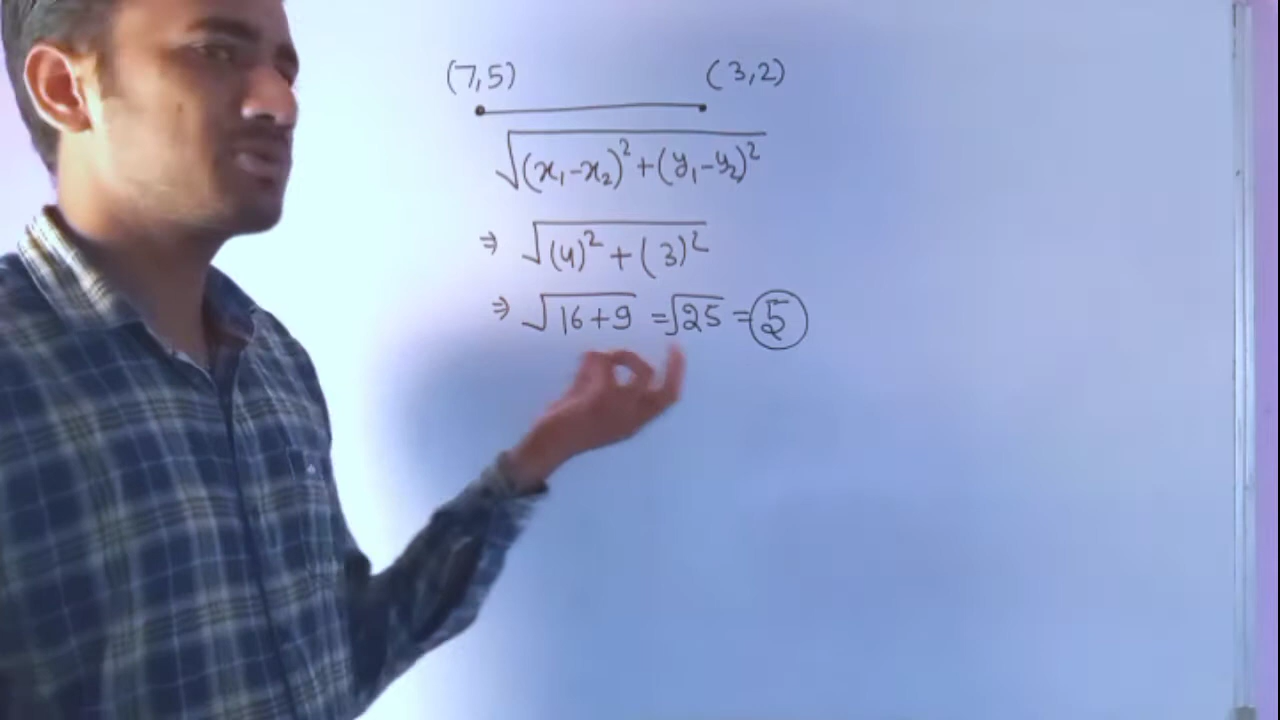 (7,5) (3,2)
√(x₁-x₂)²+(y₁-y₂)²
⇒ √(4)²+(3)²
⇒ √16+9 =√25 =5